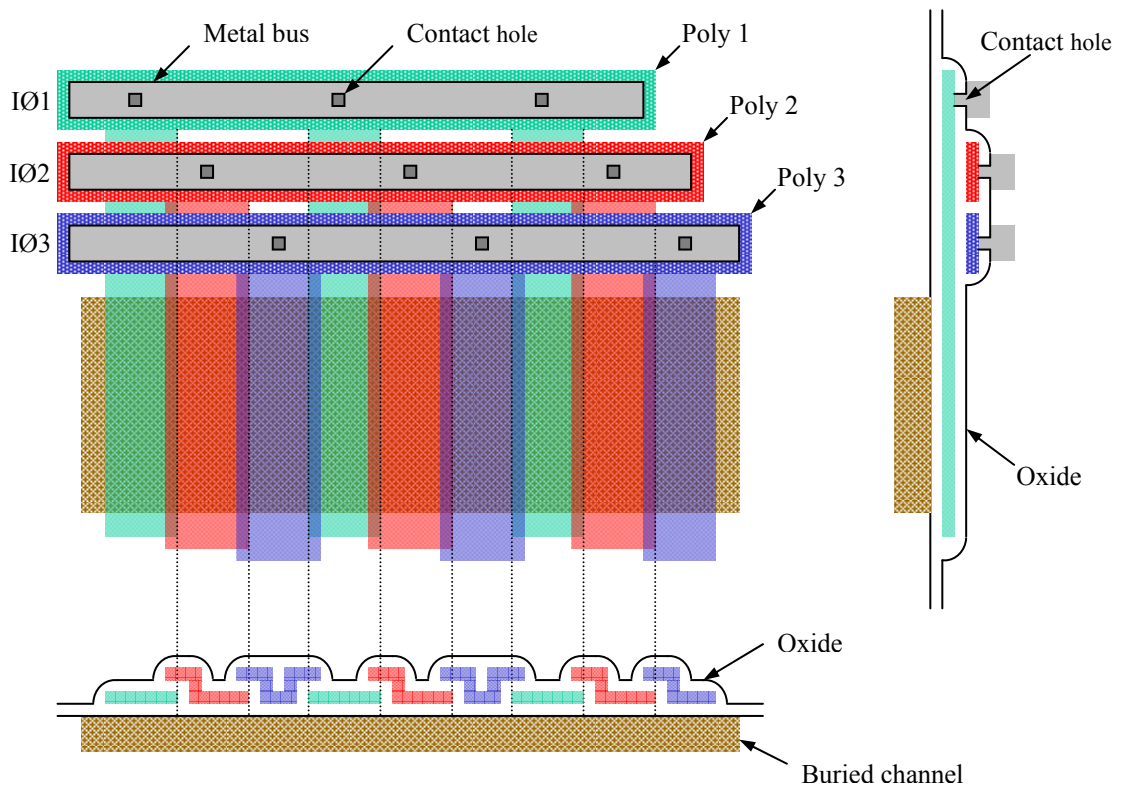 Metal bus
Contact hole
Poly 1
Contact hole
IØ1
Poly 2
IØ2
Poly 3
IØ3
Oxide
Oxide
Buried channel